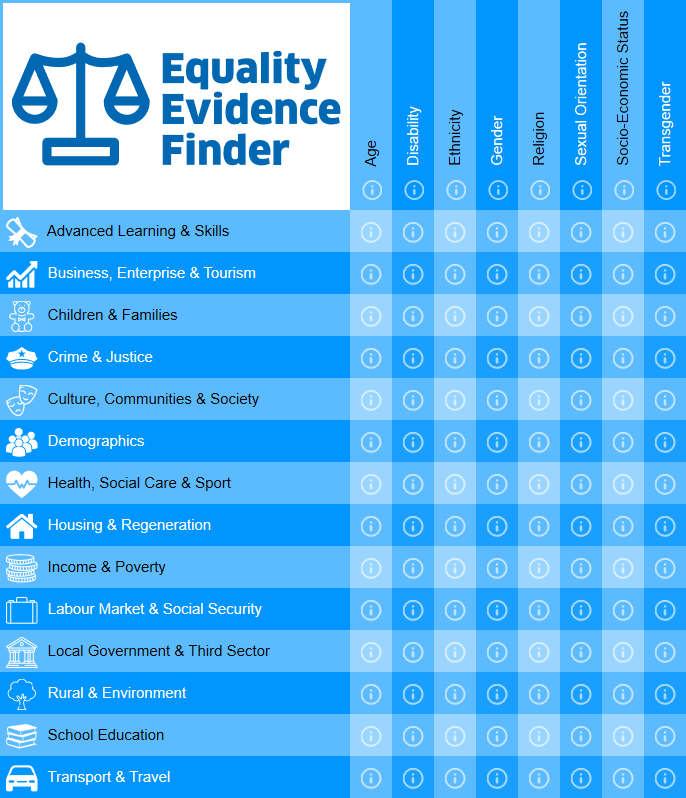 Equality
Evidence
Finder
Age
Disability
Ethnicity
Gender
Religion
Sexual Orientation
Socio-Economic Status
Transgender
Advanced Learning & Skills
Business, Enterprise & Tourism
Children & Families
Crime & Justice
Culture, Communities & Society
Demographics
Health, Social Care & Sport
Housing & Regeneration
Income & Poverty
Labour Market & Social Security
Local Government & Third Sector
Rural & Environment
School Education
Transport & Travel